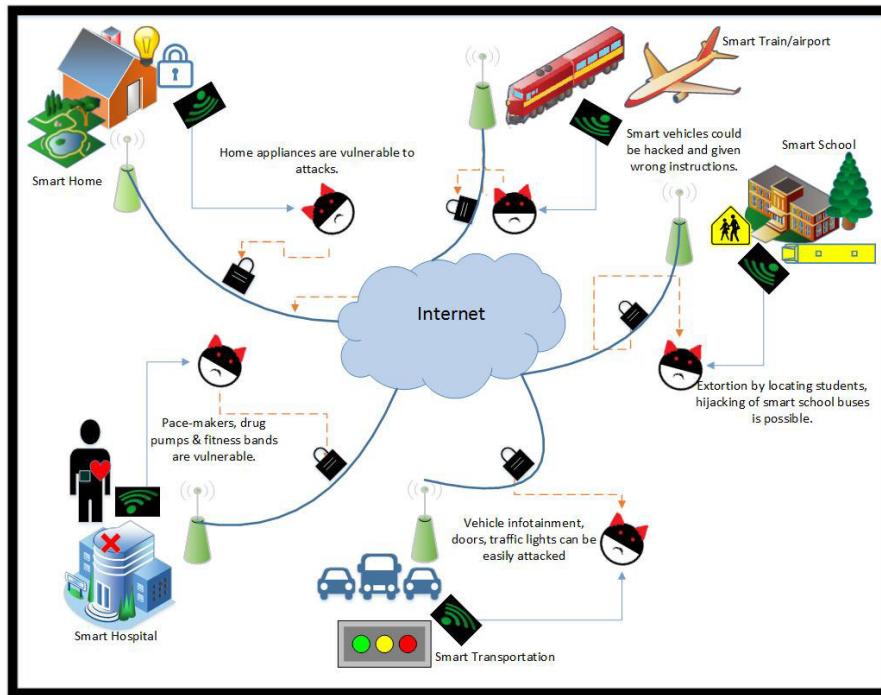 Smart Train/airport
Smart vehicles could
be hacked and given
wrong instructions.
Smart School
Home appliances are vulnerable to
attacks.
Smart Home
Internet
Extortion by locating students,
hijacking of smart school buses
is possible.
Pace-makers, drug
pumps & fitness bands
are vulnerable.
Vehicle infotainment,
doors, traffic lights can be
easily attacked
Smart Hospital
Smart Transportation